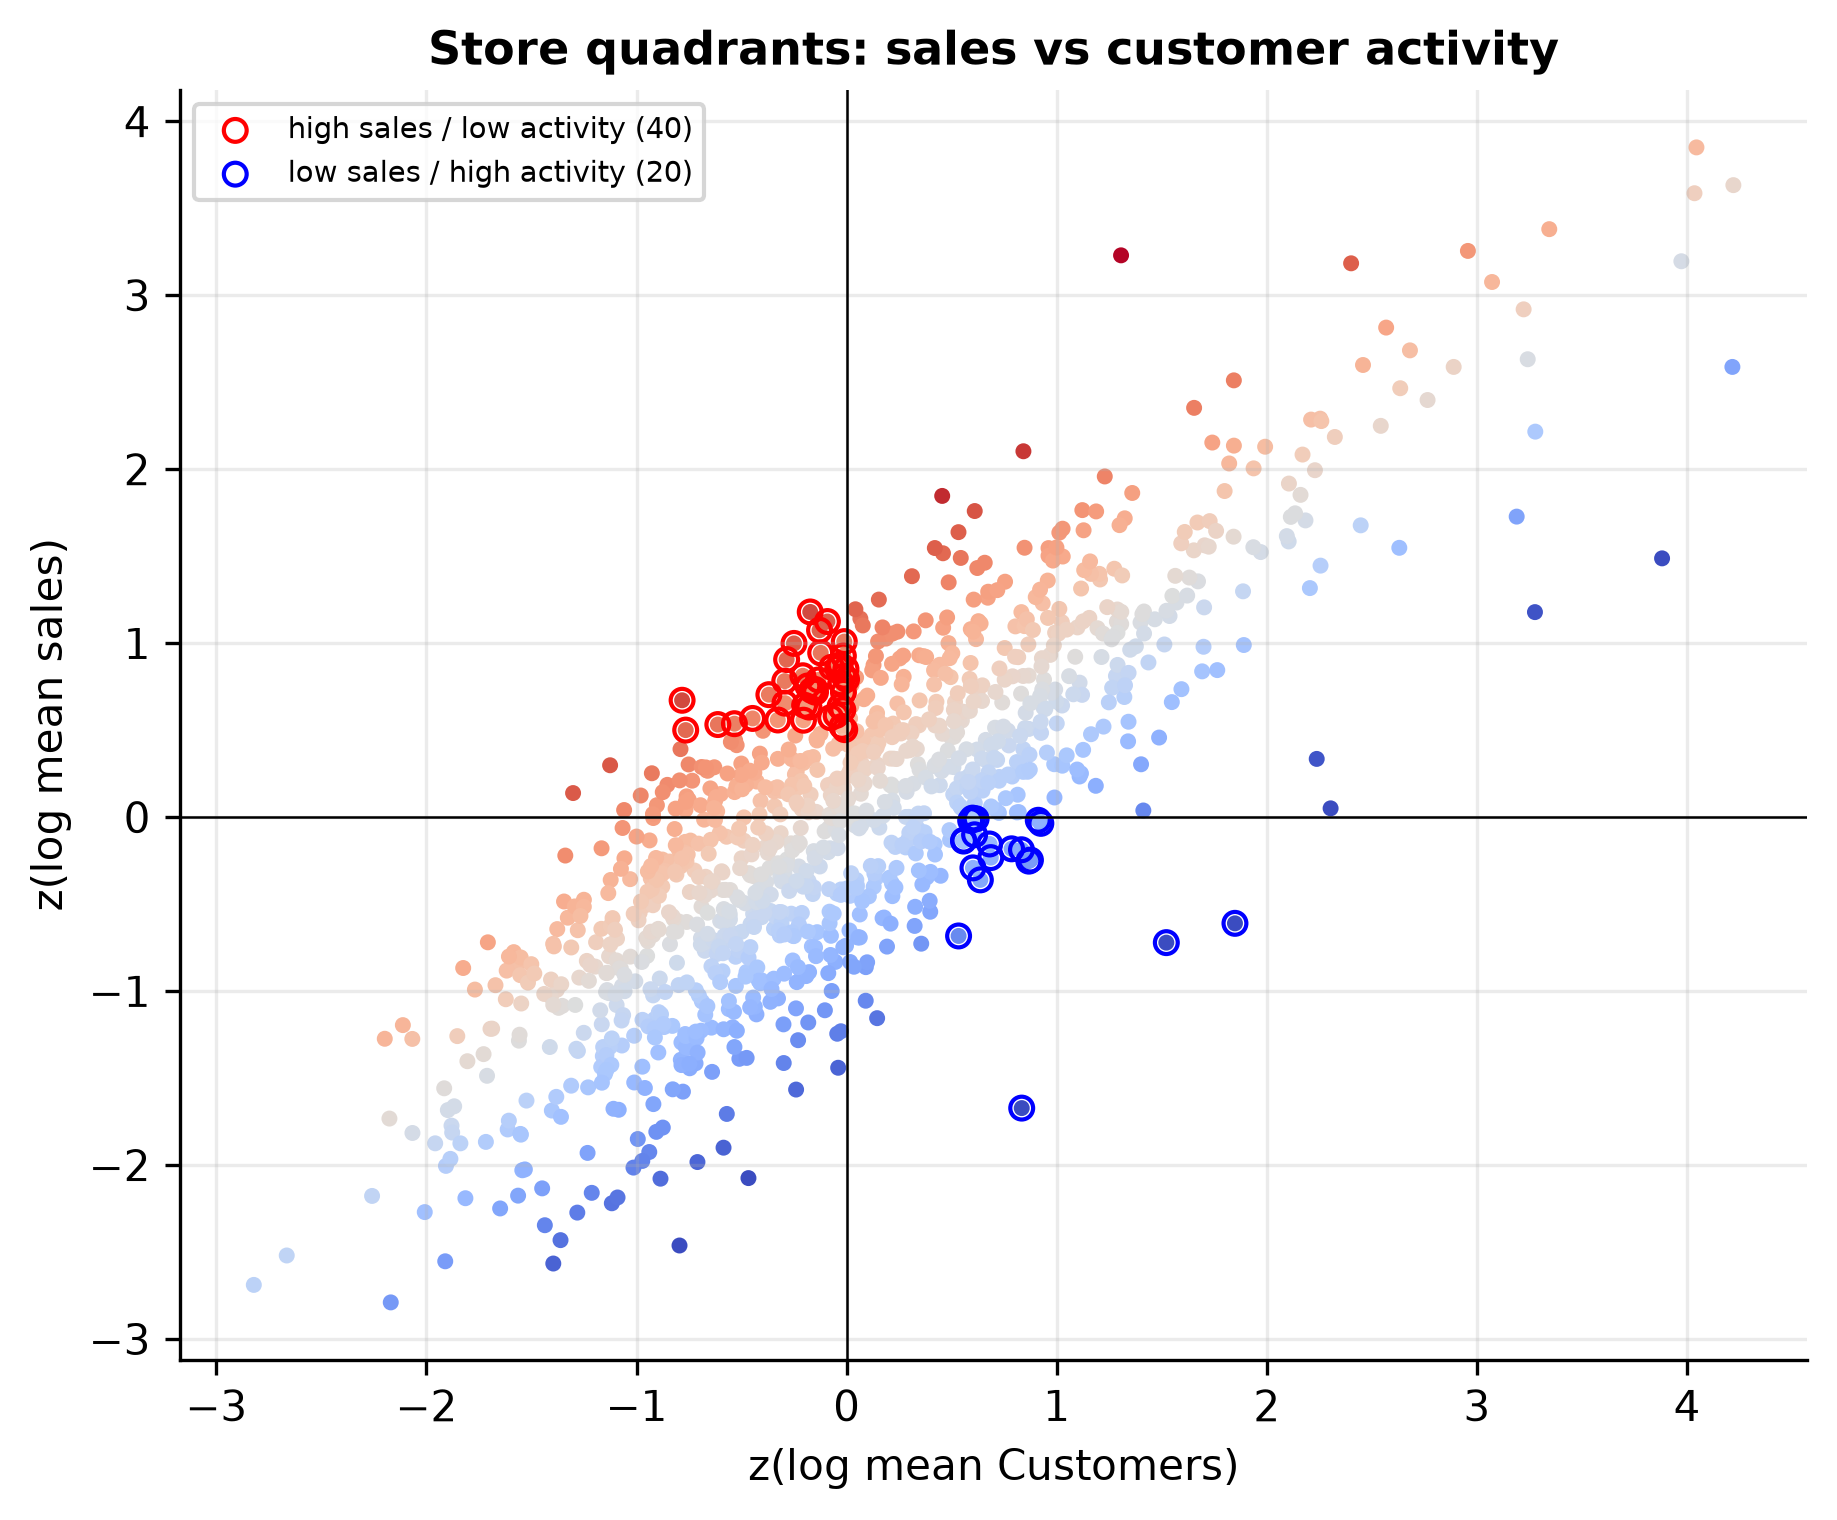 Store quadrants: sales vs customer activity
high sales / low activity (40)
low sales / high activity (20)
4
3
2
1
0
−1
−2
−3
z(log mean sales)
−3 −2 −1 0 1 2 3 4
z(log mean Customers)